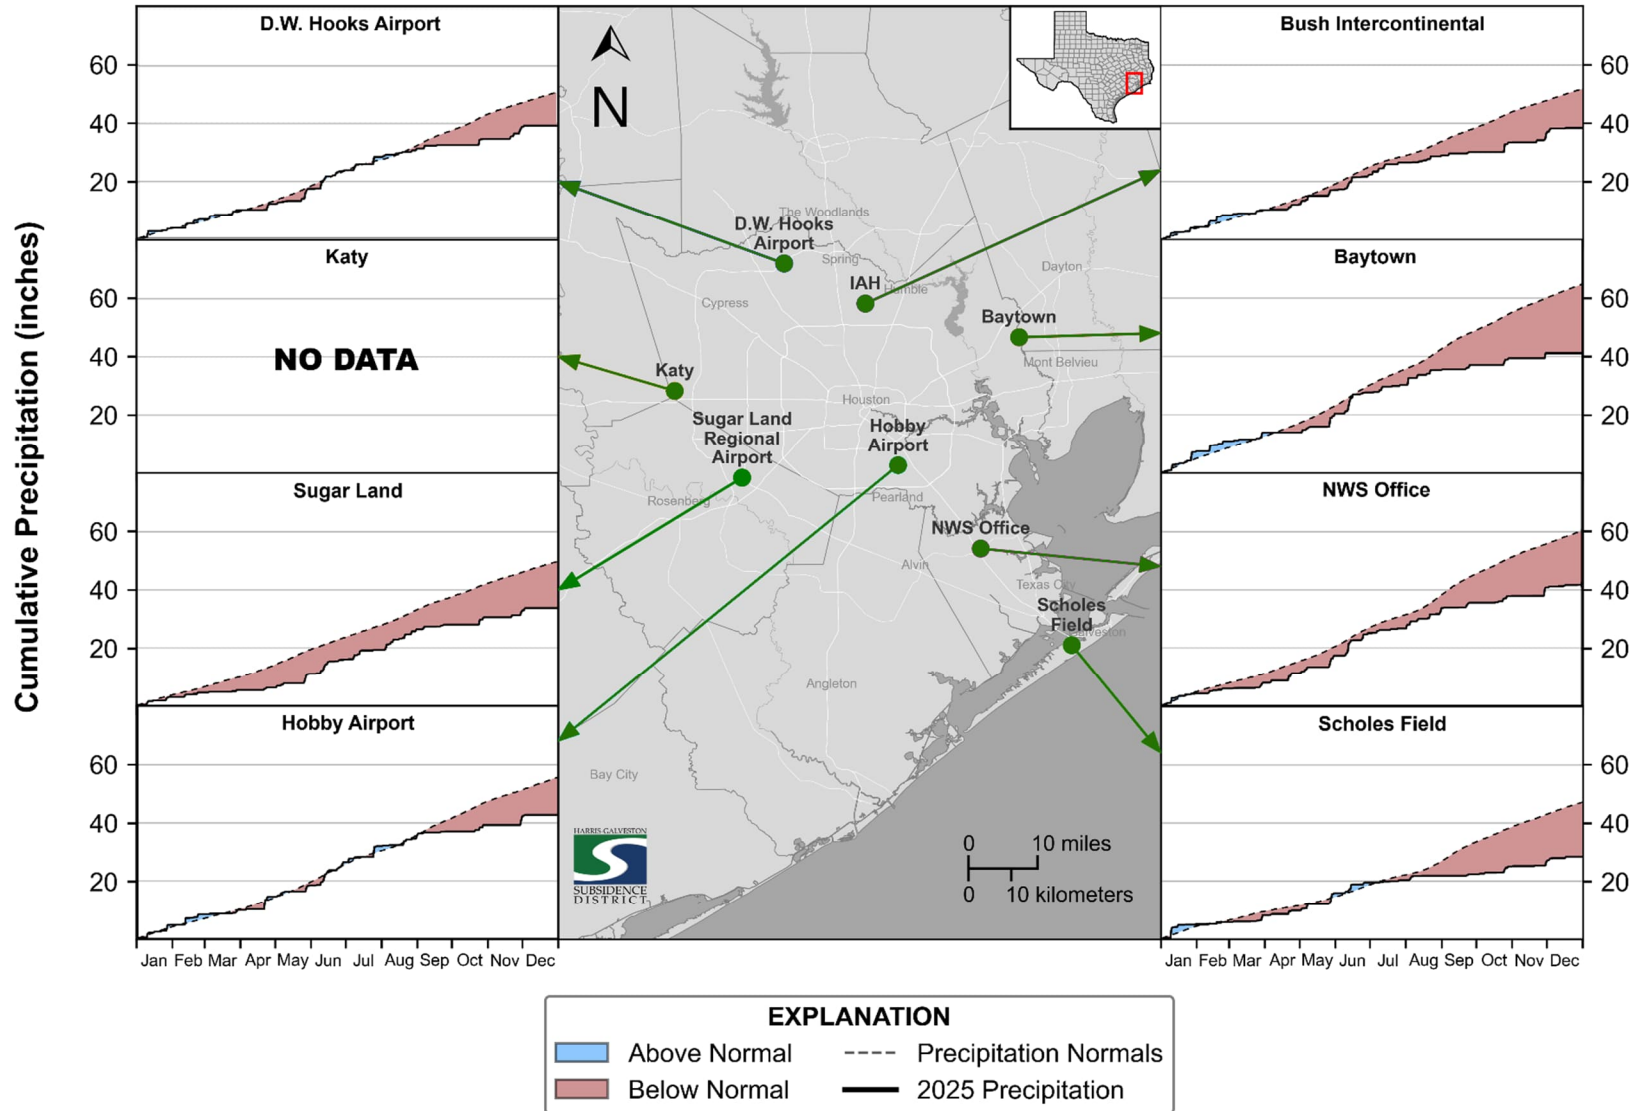 Cumulative Precipitation (inches)
D.W. Hooks Airport
60
40
20
Katy
60
40
20
NO DATA
Sugar Land
60
40
20
Hobby Airport
60
40
20
Jan Feb Mar Apr May Jun Jul Aug Sep Oct Nov Dec
N
The Woodlands
D.W. Hooks
Airport
Spring
IAH
Humble
Dayton
Cypress
Baytown
Mont Belvieu
Katy
Houston
Sugar Land
Regional
Airport
Hobby
Airport
Rosenberg
Pearland
NWS Office
Alvin
Texas City
Scholes
Field
Galveston
Angleton
Bay City
HARRIS-GALVESTON
SUBSIDENCE
DISTRICT
0 10 miles
0 10 kilometers
Bush Intercontinental
60
40
20
Baytown
60
40
20
NWS Office
60
40
20
Scholes Field
60
40
20
Jan Feb Mar Apr May Jun Jul Aug Sep Oct Nov Dec
EXPLANATION
Above Normal
Precipitation Normals
Below Normal
2025 Precipitation